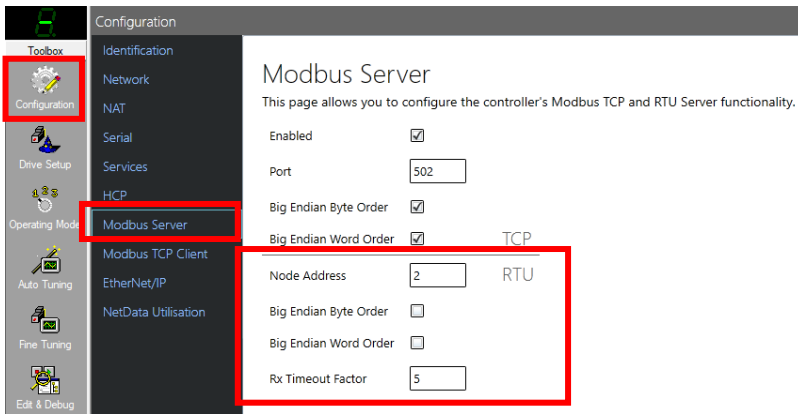 Configuration
Toolbox
Configuration
Drive Setup
Operating Mode
Auto Tuning
Fine Tuning
Edit & Debug
Identification
Network
NAT
Serial
Services
HCP
Modbus Server
Modbus TCP Client
EtherNet/IP
NetData Utilisation
Modbus Server
This page allows you to configure the controller's Modbus TCP and RTU Server functionality.
Enabled
Port 502
Big Endian Byte Order
Big Endian Word Order TCP
Node Address 2 RTU
Big Endian Byte Order
Big Endian Word Order
Rx Timeout Factor 5